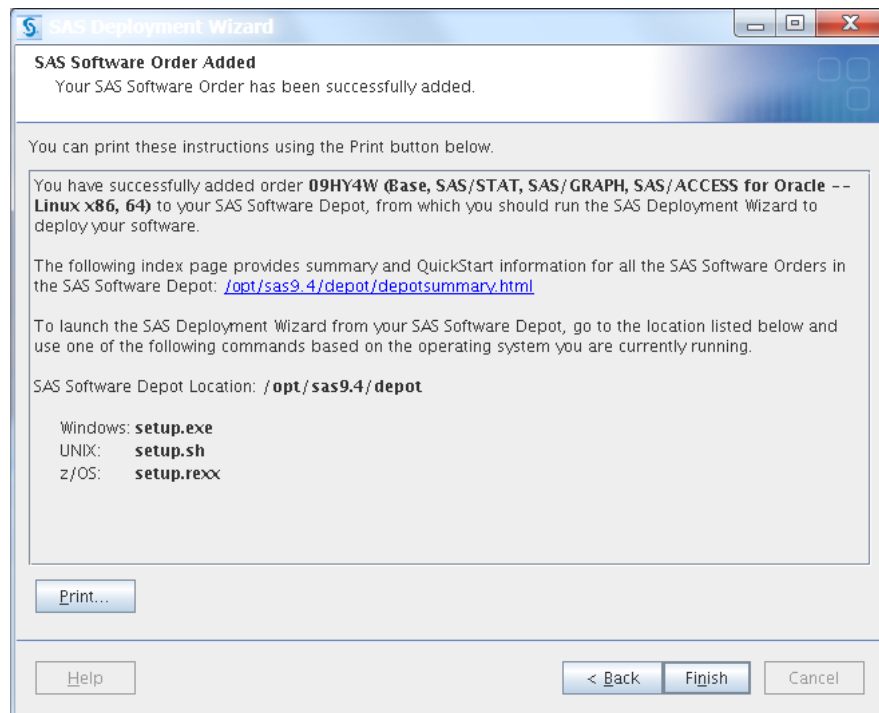 SAS Deployment Wizard
SAS Software Order Added
Your SAS Software Order has been successfully added.
You can print these instructions using the Print button below.
You have successfully added order 09HY4W (Base, SAS/STAT, SAS/GRAPH, SAS/ACCESS for Oracle --
Linux x86, 64) to your SAS Software Depot, from which you should run the SAS Deployment Wizard to
deploy your software.
The following index page provides summary and QuickStart information for all the SAS Software Orders in
the SAS Software Depot: /opt/sas9.4/depot/depotsummary.html
To launch the SAS Deployment Wizard from your SAS Software Depot, go to the location listed below and
use one of the following commands based on the operating system you are currently running.
SAS Software Depot Location: /opt/sas9.4/depot
Windows: setup.exe
UNIX: setup.sh
z/OS: setup.rexx
Print...
Help < Back Finish Cancel